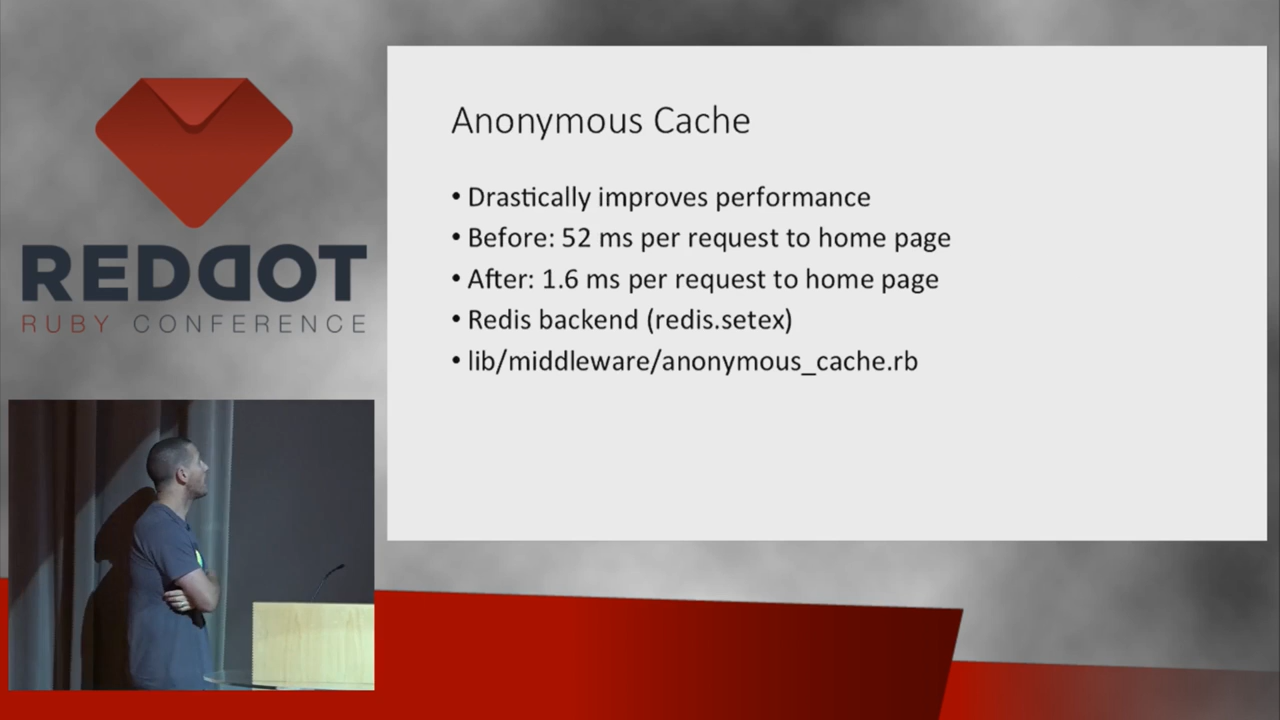 REDDOT
RUBY CONFERENCE
Anonymous Cache
• Drastically improves performance
• Before: 52 ms per request to home page
• After: 1.6 ms per request to home page
• Redis backend (redis.setex)
• lib/middleware/anonymous_cache.rb